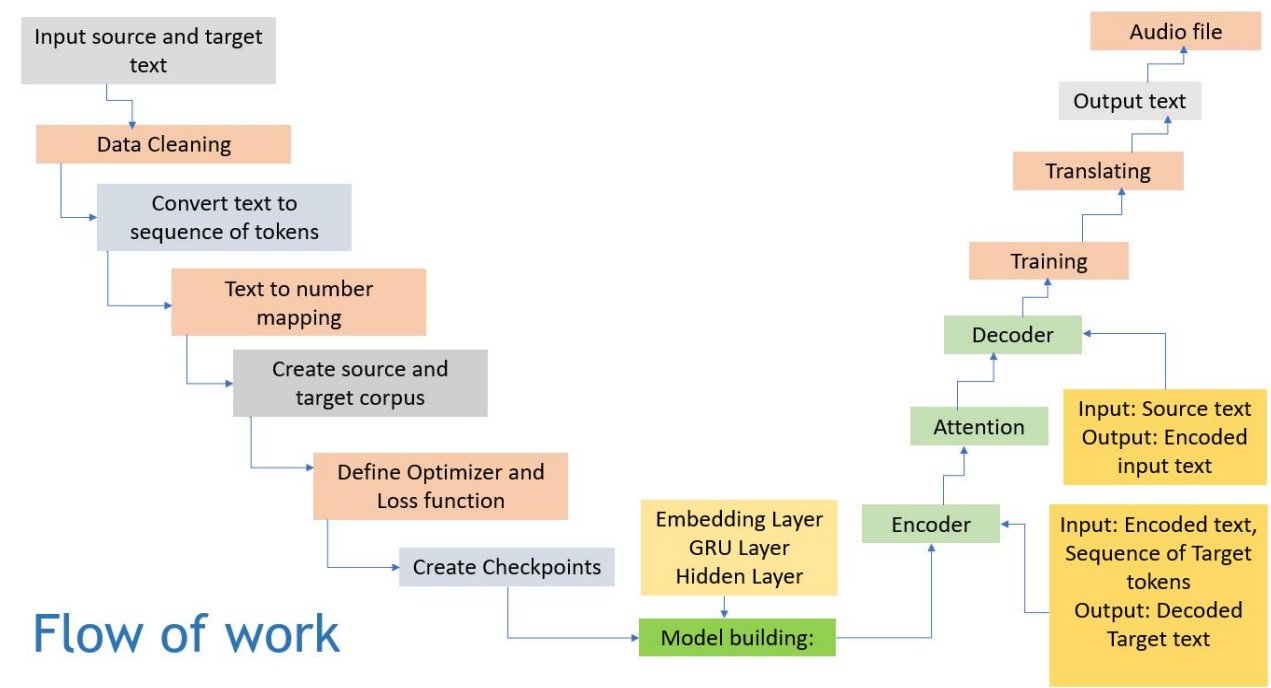 Input source and target
text
Data Cleaning
Convert text to
sequence of tokens
Text to number
mapping
Create source and
target corpus
Define Optimizer and
Loss function
Create Checkpoints
Embedding Layer
GRU Layer
Hidden Layer
Model building:
Encoder
Input: Encoded text,
Sequence of Target
tokens
Output: Decoded
Target text
Attention
Decoder
Input: Source text
Output: Encoded
input text
Training
Translating
Output text
Audio file
Flow of work